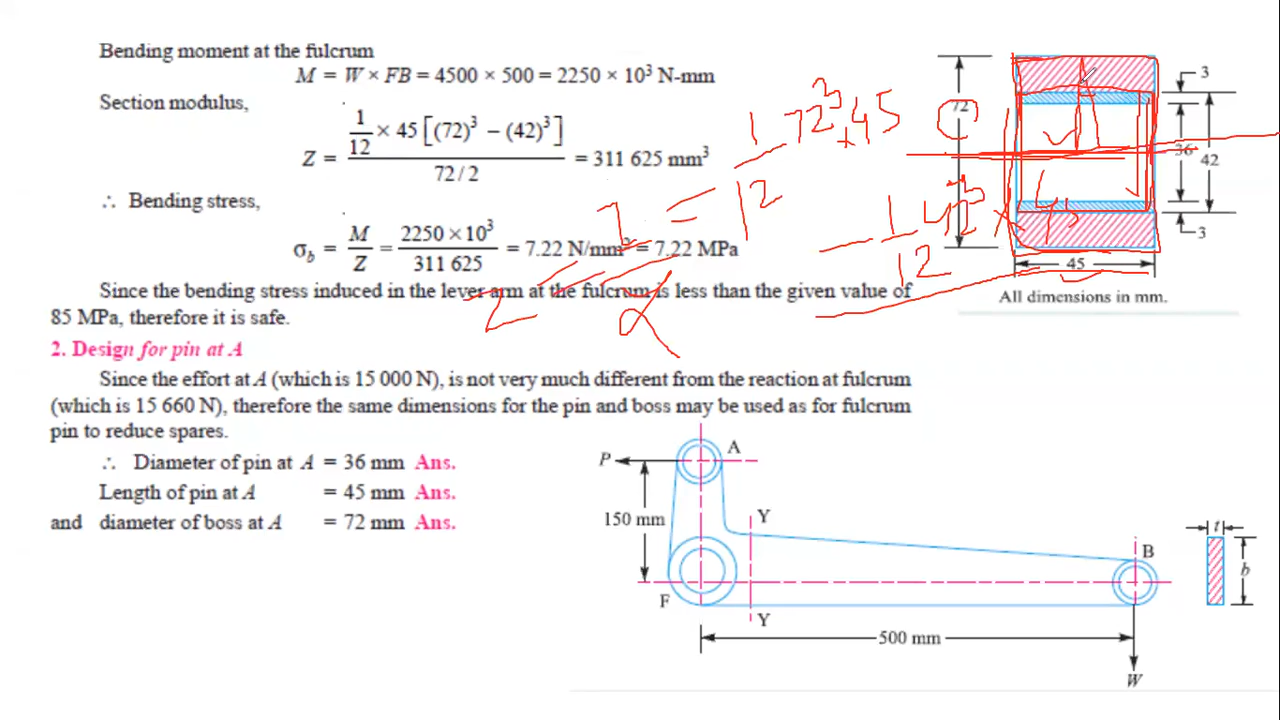 Bending moment at the fulcrum
M = W × FB = 4500 × 500 = 2250 × 10³ N-mm
Section modulus,
Z = (1/12 × 45 [(72)³ − (42)³]) / (72/2) = 311 625 mm³
∴ Bending stress,
σb = M/Z = (2250 × 10³) / (311 625) = 7.22 N/mm² = 7.22 MPa
Since the bending stress induced in the lever arm at the fulcrum is less than the given value of
85 MPa, therefore it is safe.
2. Design for pin at A
Since the effort at A (which is 15 000 N), is not very much different from the reaction at fulcrum
(which is 15 660 N), therefore the same dimensions for the pin and boss may be used as for fulcrum
pin to reduce spares.
∴ Diameter of pin at A = 36 mm Ans.
Length of pin at A = 45 mm Ans.
and diameter of boss at A = 72 mm Ans.
72
3
36
42
3
45
All dimensions in mm.
1 72³ × 45
12
1 42³ × 45
12
P
A
150 mm
Y
F
Y
B
500 mm
W
t
b